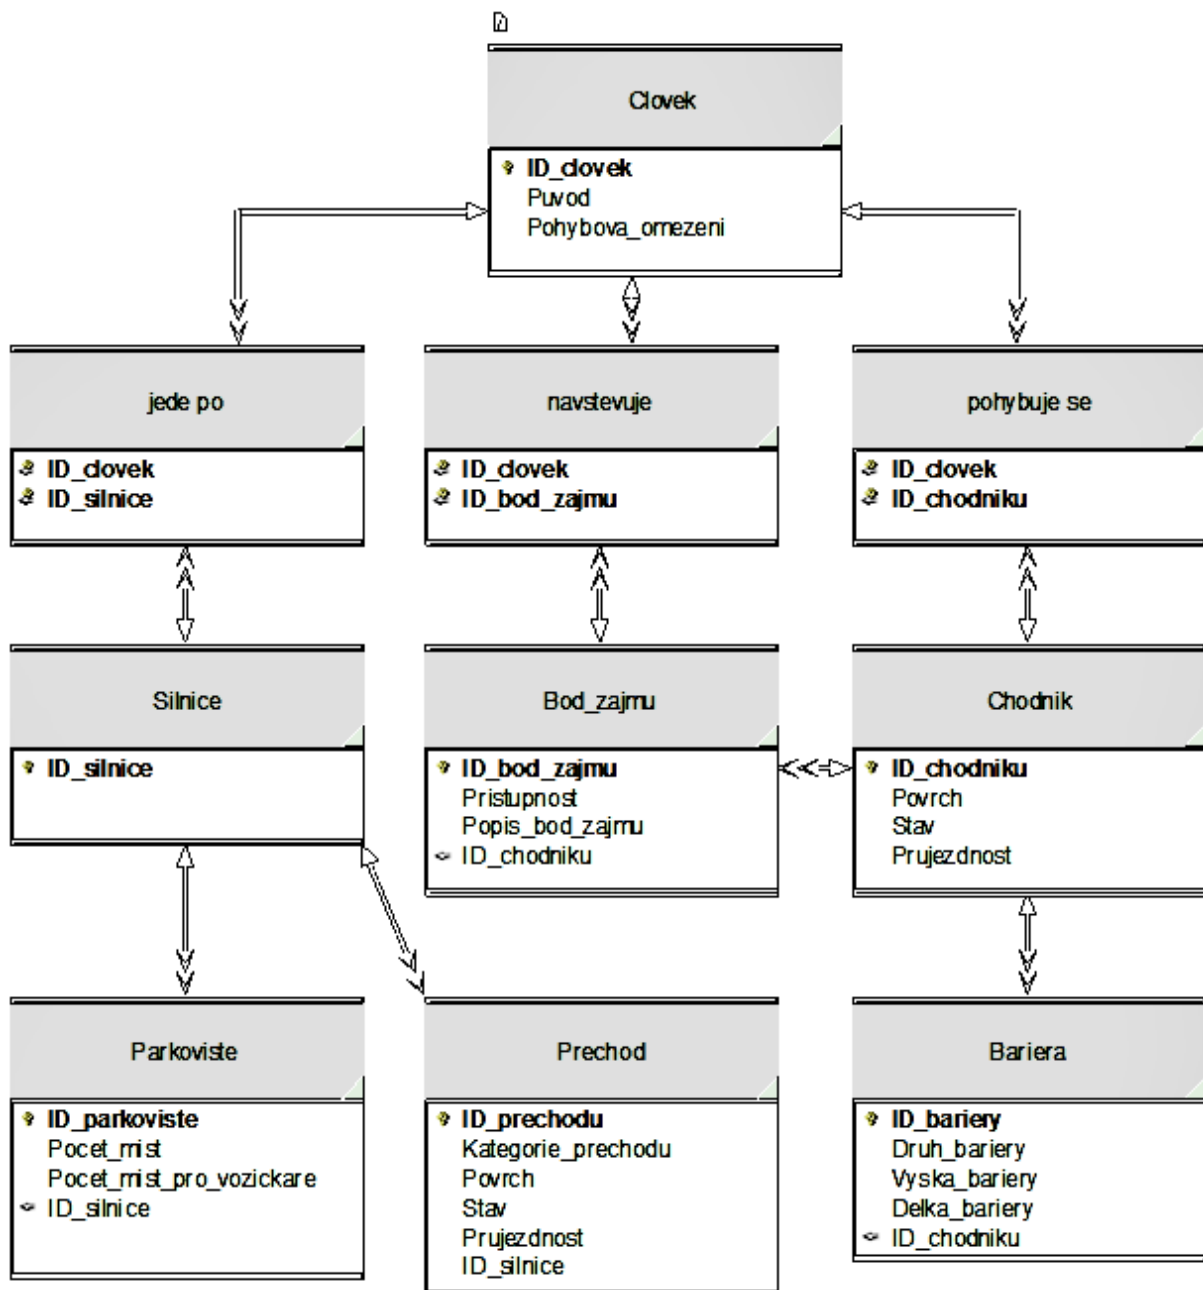 Clovek
ID_clovek
Puvod
Pohybova_omezeni
jede po
ID_clovek
ID_silnice
navstevuje
ID_clovek
ID_bod_zajmu
pohybuje se
ID_clovek
ID_chodniku
Silnice
ID_silnice
Bod_zajmu
ID_bod_zajmu
Pristupnost
Popis_bod_zajmu
ID_chodniku
Chodnik
ID_chodniku
Povrch
Stav
Prujezdnost
Parkoviste
ID_parkoviste
Pocet_mist
Pocet_mist_pro_vozickare
ID_silnice
Prechod
ID_prechodu
Kategorie_prechodu
Povrch
Stav
Prujezdnost
ID_silnice
Bariera
ID_bariery
Druh_bariery
Vyska_bariery
Delka_bariery
ID_chodniku